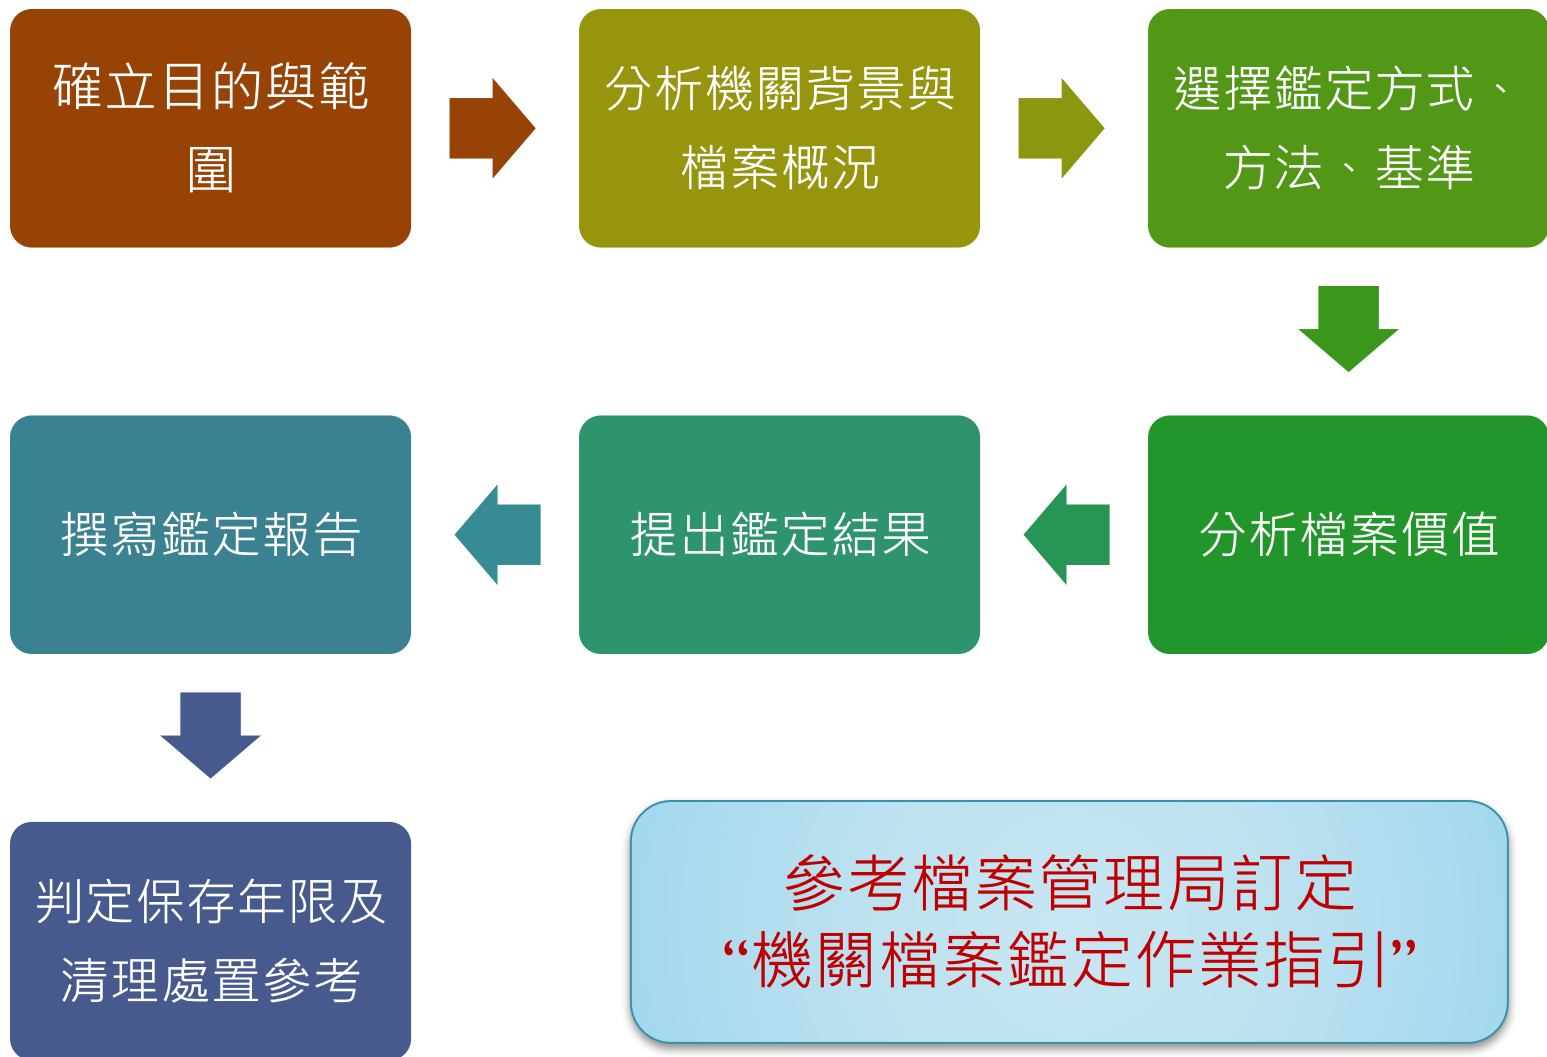 確立目的與範
圍
分析機關背景與
檔案概況
選擇鑑定方式、
方法、基準
分析檔案價值
提出鑑定結果
撰寫鑑定報告
判定保存年限及
清理處置參考
參考檔案管理局訂定
“機關檔案鑑定作業指引”